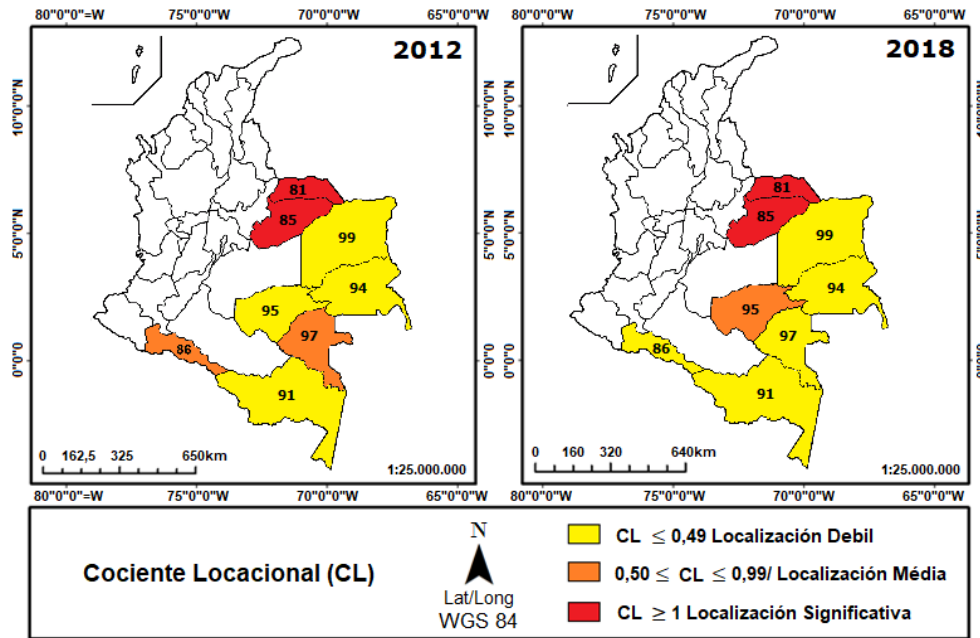 80°0"0"=W 75°0"0"W 70°0"0"W 65°0"0"W
80°0"0"W 75°0"0"W 70°0"0"W 65°0"0"W
2012
2018
10°0"0"N
5°0"0"N
0°0"0"
10°0"0"N
5°0"0"N
0°0"0"
81
85
99
94
95
97
86
91
81
85
99
94
95
97
86
91
0 162,5 325 650km
1:25.000.000
0 160 320 640km
1:25.000.000
80°0"0"=W 75°0"0"W 70°0"0"W 65°0"0"W
80°0"0"W 75°0"0"W 70°0"0"W 65°0"0"W
Cociente Locacional (CL)
N
Lat/Long
WGS 84
CL ≤ 0,49 Localización Debil
0,50 ≤ CL ≤ 0,99/ Localización Média
CL ≥ 1 Localización Significativa